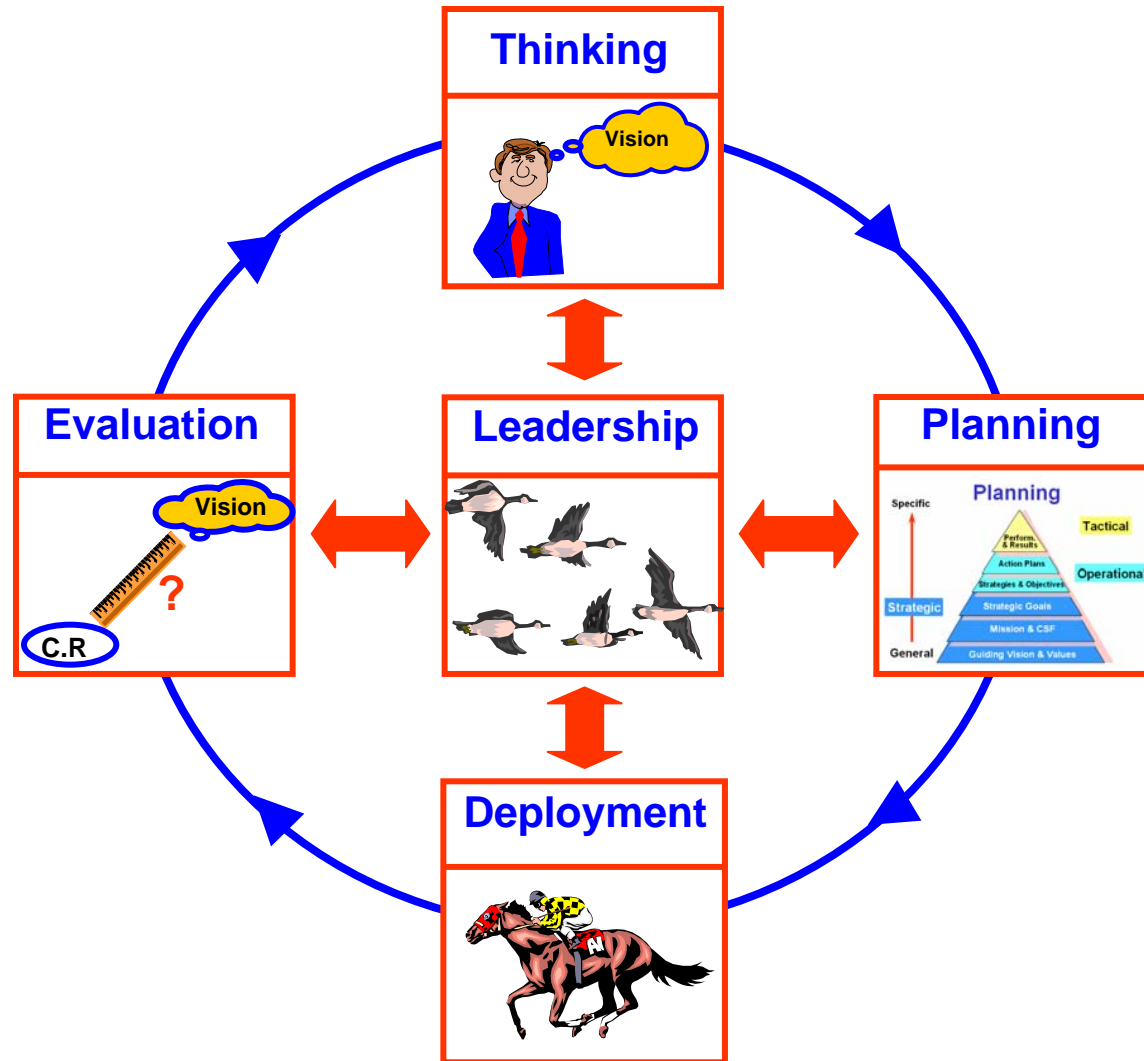 Thinking
Vision
Evaluation
Vision
?
C.R
Leadership
Planning
Planning
Specific
Tactical
Perform.
& Results
Action Plans
Operational
Strategies & Objectives
Strategic
Strategic Goals
Mission & CSF
General
Guiding Vision & Values
Deployment